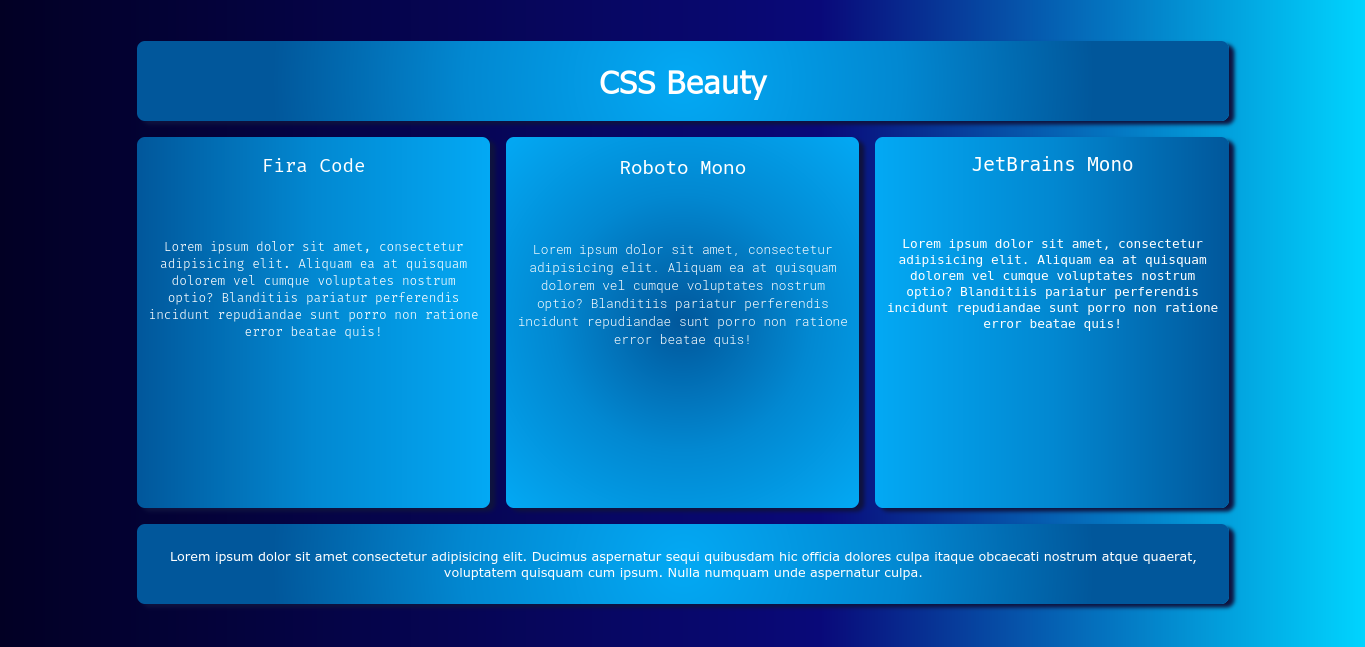 CSS Beauty
Fira Code
Lorem ipsum dolor sit amet, consectetur
adipisicing elit. Aliquam ea at quisquam
dolorem vel cumque voluptates nostrum
optio? Blanditiis pariatur perferendis
incidunt repudiandae sunt porro non ratione
error beatae quis!
Roboto Mono
Lorem ipsum dolor sit amet, consectetur
adipisicing elit. Aliquam ea at quisquam
dolorem vel cumque voluptates nostrum
optio? Blanditiis pariatur perferendis
incidunt repudiandae sunt porro non ratione
error beatae quis!
JetBrains Mono
Lorem ipsum dolor sit amet, consectetur
adipisicing elit. Aliquam ea at quisquam
dolorem vel cumque voluptates nostrum
optio? Blanditiis pariatur perferendis
incidunt repudiandae sunt porro non ratione
error beatae quis!
Lorem ipsum dolor sit amet consectetur adipisicing elit. Ducimus aspernatur sequi quibusdam hic officia dolores culpa itaque obcaecati nostrum atque quaerat,
voluptatem quisquam cum ipsum. Nulla numquam unde aspernatur culpa.